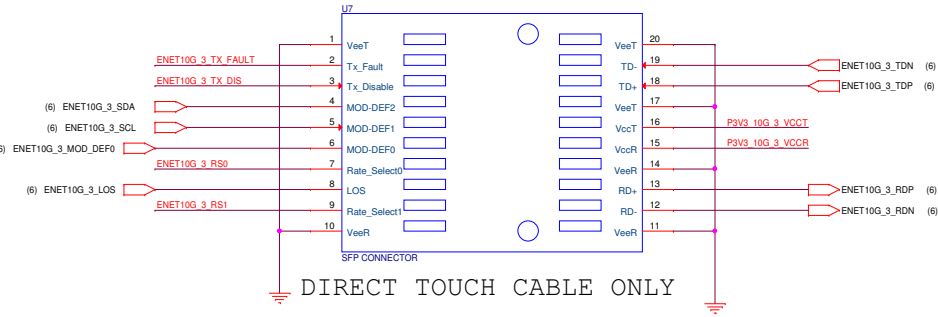 U7
1 VeeT VeeT 20
ENET10G_3_TX_FAULT 2 Tx_Fault TD- 19 ENET10G_3_TDN (6)
ENET10G_3_TX_DIS 3 Tx_Disable TD+ 18 ENET10G_3_TDP (6)
(6) ENET10G_3_SDA 4 MOD-DEF2 VeeT 17
(6) ENET10G_3_SCL 5 MOD-DEF1 VccT 16 P3V3_10G_3_VCCT
6) ENET10G_3_MOD_DEF0 6 MOD-DEF0 VccR 15 P3V3_10G_3_VCCR
ENET10G_3_RS0 7 Rate_Select0 VeeR 14
(6) ENET10G_3_LOS 8 LOS RD+ 13 ENET10G_3_RDP (6)
ENET10G_3_RS1 9 Rate_Select1 RD- 12 ENET10G_3_RDN (6)
10 VeeR VeeR 11
SFP CONNECTOR
DIRECT TOUCH CABLE ONLY